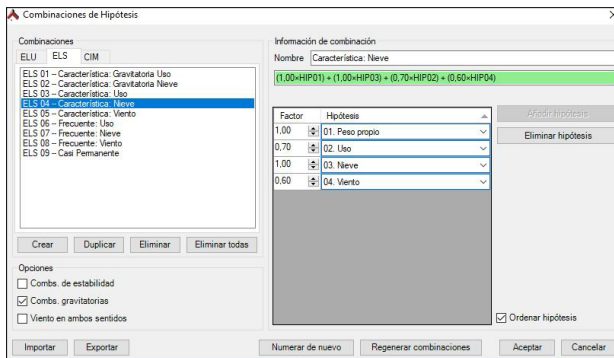 Combinaciones de Hipótesis
Combinaciones
ELU ELS CIM
ELS 01 – Característica: Gravitatoria Uso
ELS 02 – Característica: Gravitatoria Nieve
ELS 03 – Característica: Uso
ELS 04 – Característica: Nieve
ELS 05 – Característica: Viento
ELS 06 – Frecuente: Uso
ELS 07 – Frecuente: Nieve
ELS 08 – Frecuente: Viento
ELS 09 – Casi Permanente
Crear Duplicar Eliminar Eliminar todas
Opciones
Combs. de estabilidad
Combs. gravitatorias
Viento en ambos sentidos
Información de combinación
Nombre Característica: Nieve
(1,00×HIP01) + (1,00×HIP03) + (0,70×HIP02) + (0,60×HIP04)
Factor Hipótesis
1,00 01. Peso propio
0,70 02. Uso
1,00 03. Nieve
0,60 04. Viento
Añadir hipótesis
Eliminar hipótesis
Ordenar hipótesis
Importar Exportar Numerar de nuevo Regenerar combinaciones Aceptar Cancelar